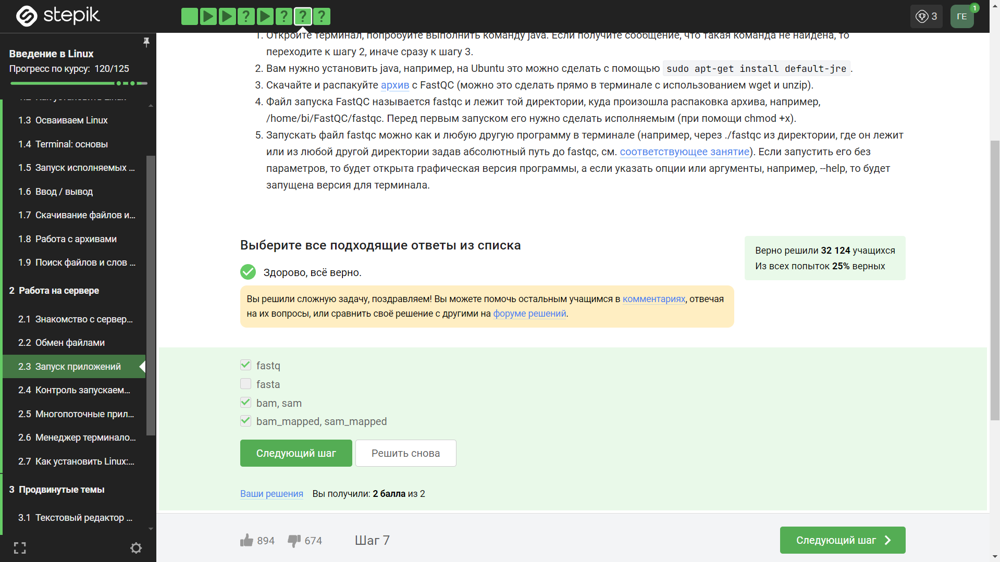 stepik
? ? ? ?
3
ГЕ
1
Введение в Linux
Прогресс по курсу: 120/125
1.2 Как установить Linux
1.3 Осваиваем Linux
1.4 Terminal: основы
1.5 Запуск исполняемых ...
1.6 Ввод / вывод
1.7 Скачивание файлов и...
1.8 Работа с архивами
1.9 Поиск файлов и слов ...
2 Работа на сервере
2.1 Знакомство с сервер...
2.2 Обмен файлами
2.3 Запуск приложений
2.4 Контроль запускаем...
2.5 Многопоточные прил...
2.6 Менеджер терминало...
2.7 Как установить Linux:...
3 Продвинутые темы
3.1 Текстовый редактор ...
1. Откройте терминал, попробуйте выполнить команду java. Если получите сообщение, что такая команда не найдена, то
переходите к шагу 2, иначе сразу к шагу 3.
2. Вам нужно установить java, например, на Ubuntu это можно сделать с помощью sudo apt-get install default-jre.
3. Скачайте и распакуйте архив с FastQC (можно это сделать прямо в терминале с использованием wget и unzip).
4. Файл запуска FastQC называется fastqc и лежит той директории, куда произошла распаковка архива, например,
/home/bi/FastQC/fastqc. Перед первым запуском его нужно сделать исполняемым (при помощи chmod +x).
5. Запускать файл fastqc можно как и любую другую программу в терминале (например, через ./fastqc из директории, где он лежит
или из любой другой директории задав абсолютный путь до fastqc, см. соответствующее занятие). Если запустить его без
параметров, то будет открыта графическая версия программы, а если указать опции или аргументы, например, --help, то будет
запущена версия для терминала.
Выберите все подходящие ответы из списка
Здорово, всё верно.
Верно решили 32 124 учащихся
Из всех попыток 25% верных
Вы решили сложную задачу, поздравляем! Вы можете помочь остальным учащимся в комментариях, отвечая
на их вопросы, или сравнить своё решение с другими на форуме решений.
fastq
fasta
bam, sam
bam_mapped, sam_mapped
Следующий шаг
Решить снова
Ваши решения Вы получили: 2 балла из 2
894
674
Шаг 7
Следующий шаг